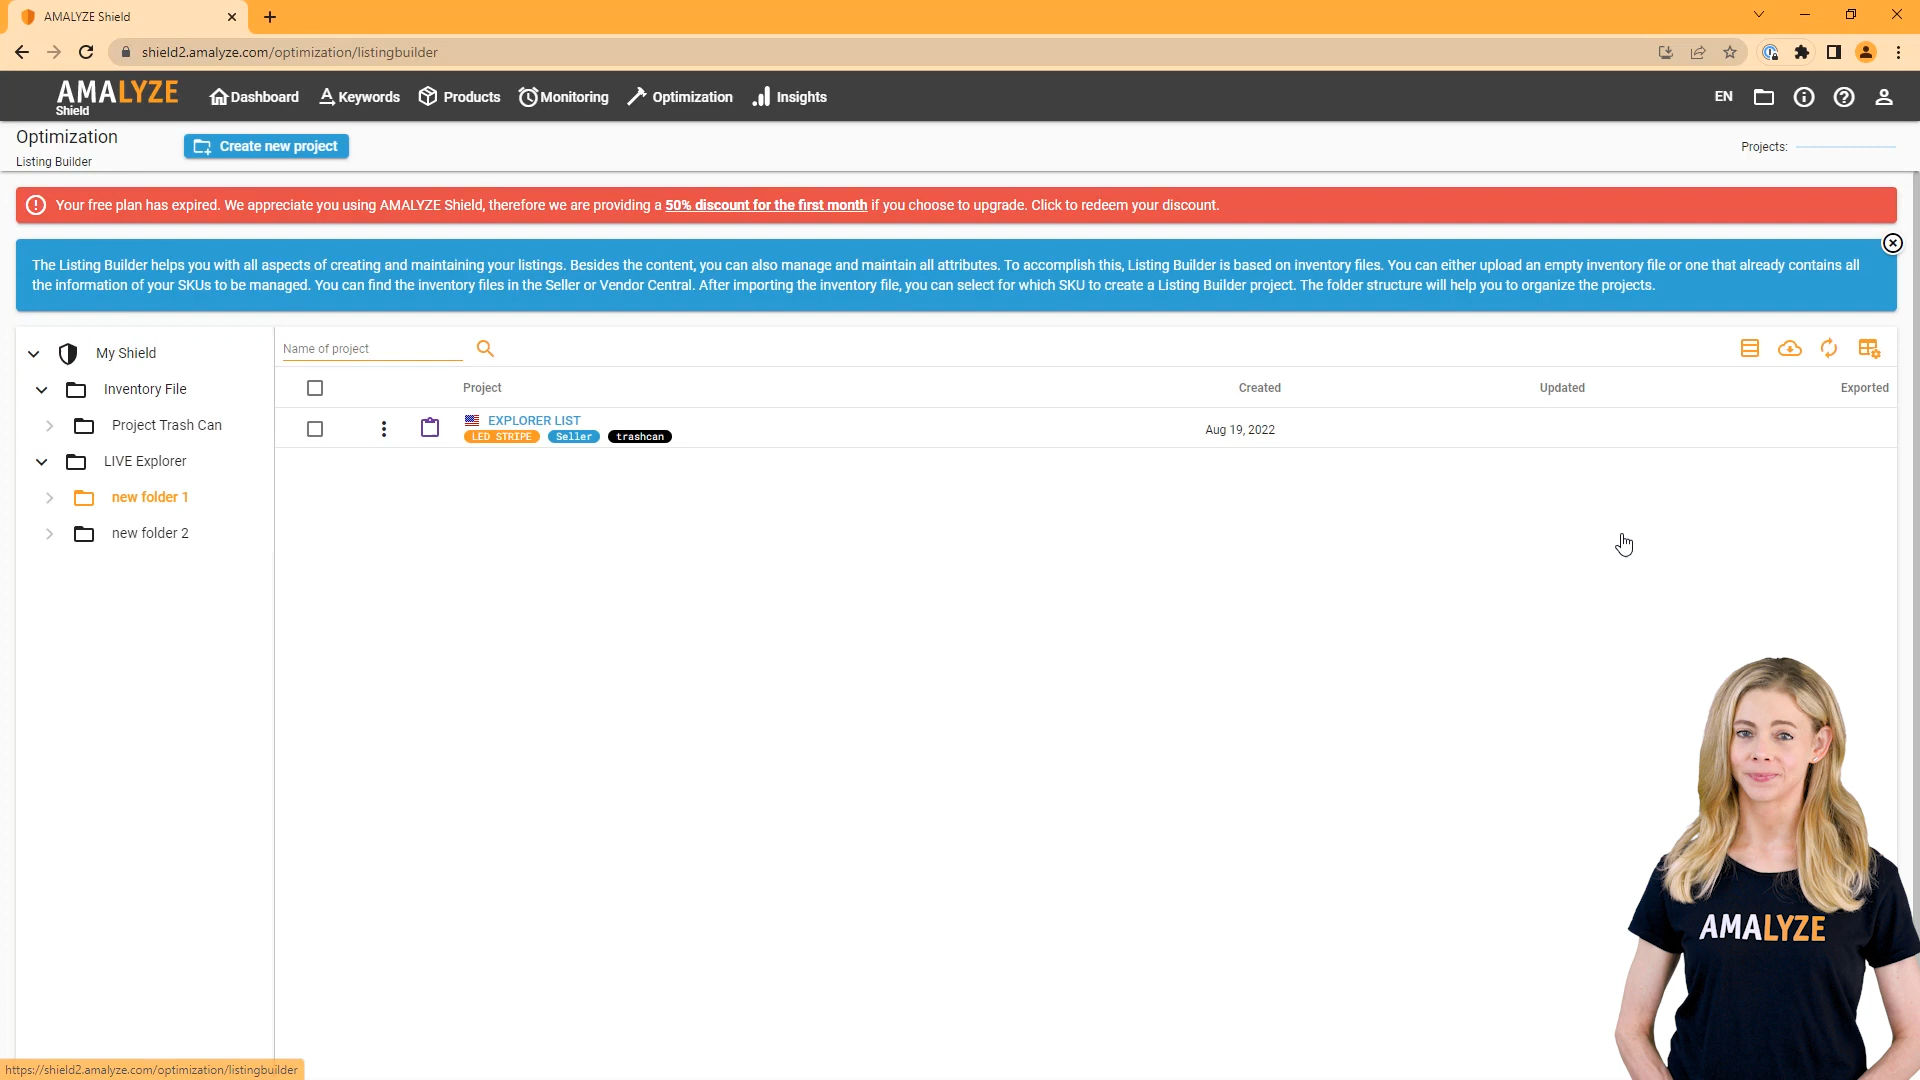 AMALYZE Shield
shield2.amalyze.com/optimization/listingbuilder
AMALYZE
Shield
Dashboard
Keywords
Products
Monitoring
Optimization
Insights
EN
Optimization
Listing Builder
Create new project
Projects:
Your free plan has expired. We appreciate you using AMALYZE Shield, therefore we are providing a 50% discount for the first month if you choose to upgrade. Click to redeem your discount.
The Listing Builder helps you with all aspects of creating and maintaining your listings. Besides the content, you can also manage and maintain all attributes. To accomplish this, Listing Builder is based on inventory files. You can either upload an empty inventory file or one that already contains all
the information of your SKUs to be managed. You can find the inventory files in the Seller or Vendor Central. After importing the inventory file, you can select for which SKU to create a Listing Builder project. The folder structure will help you to organize the projects.
My Shield
Inventory File
Project Trash Can
LIVE Explorer
new folder 1
new folder 2
Name of project
Project
Created
Updated
Exported
EXPLORER LIST
LED STRIPE
Seller
trashcan
Aug 19, 2022
AMALYZE
https://shield2.amalyze.com/optimization/listingbuilder